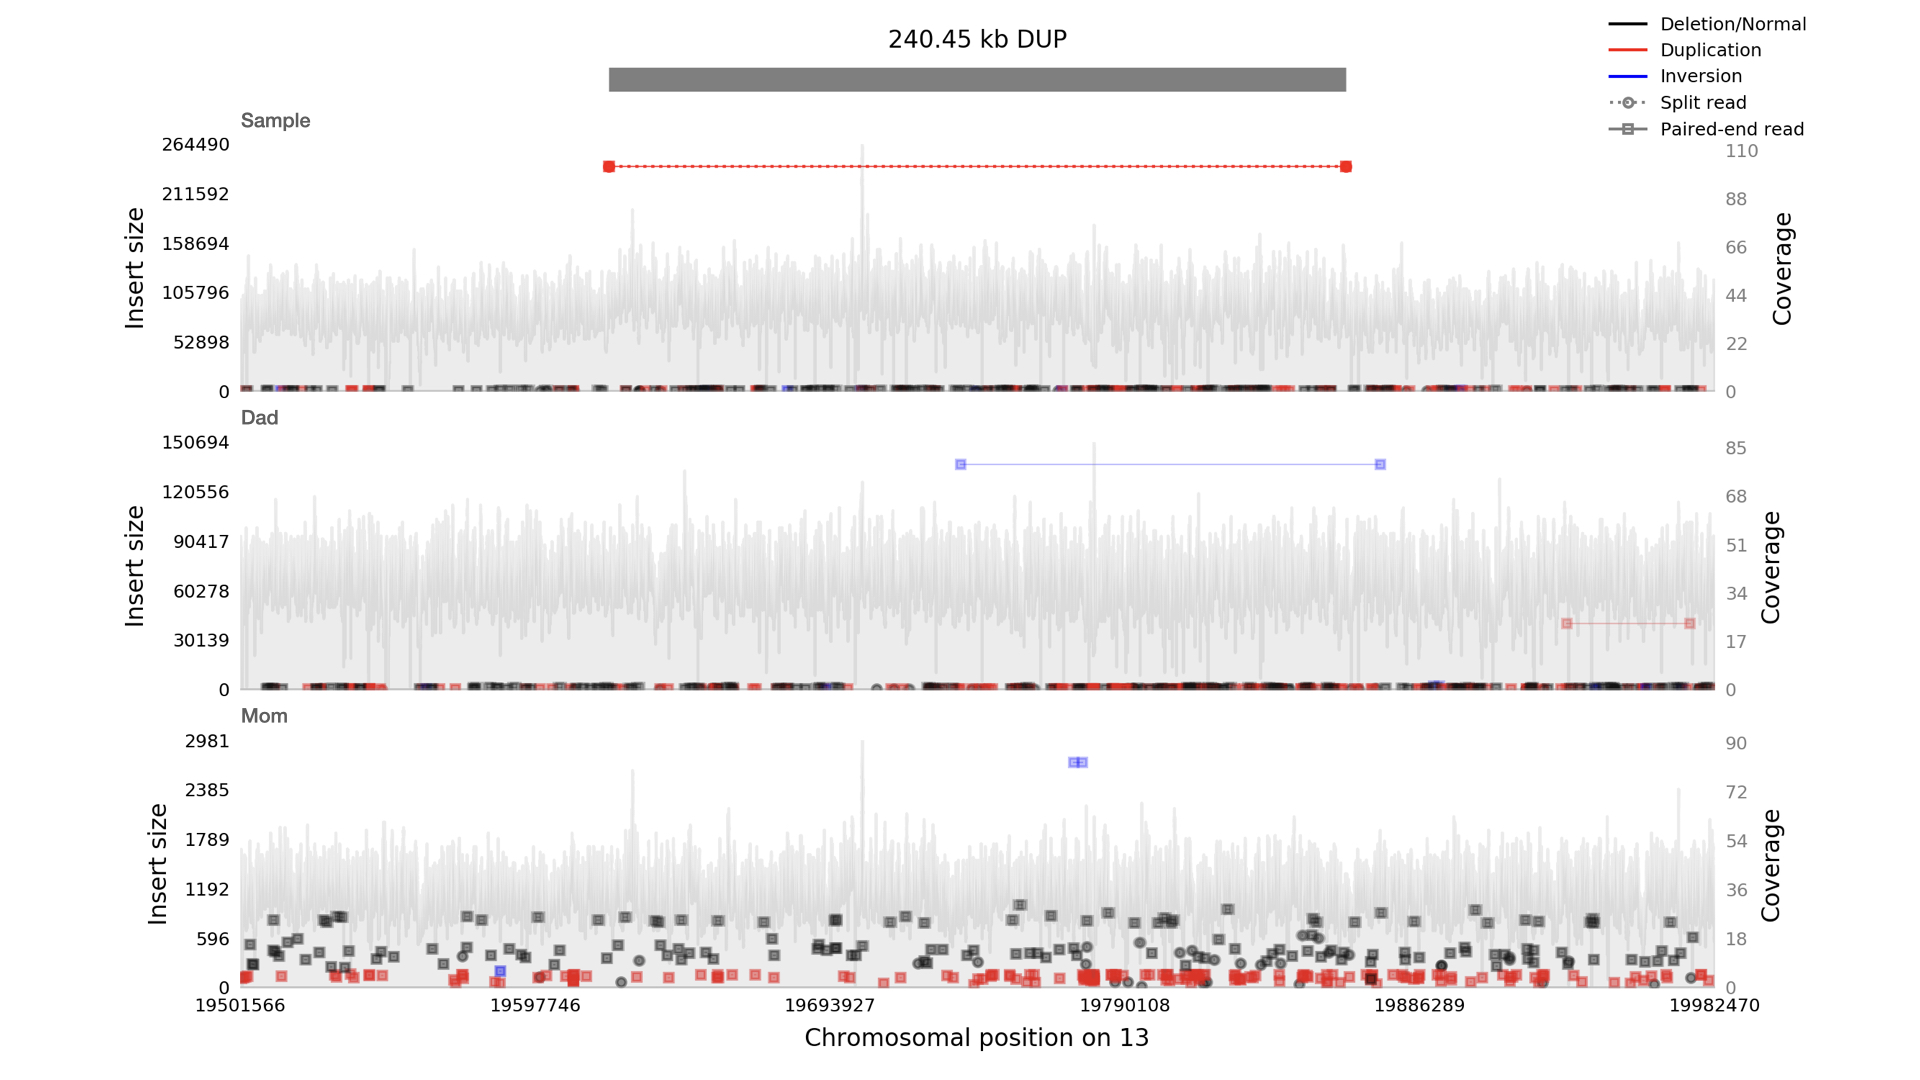 240.45 kb DUP
Deletion/Normal
Duplication
Inversion
Split read
Paired-end read
Sample
264490
211592
158694
105796
52898
0
Insert size
110
88
66
44
22
0
Coverage
Dad
150694
120556
90417
60278
30139
0
Insert size
85
68
51
34
17
0
Coverage
Mom
2981
2385
1789
1192
596
0
Insert size
90
72
54
36
18
0
Coverage
19501566 19597746 19693927 19790108 19886289 19982470
Chromosomal position on 13